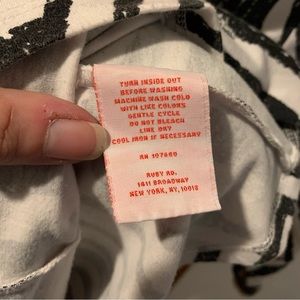 TURN INSIDE OUT
BEFORE WASHING
MACHINE WASH COLD
WITH LIKE COLORS
GENTLE CYCLE
DO NOT BLEACH
LINE DRY
COOL IRON IF NECESSARY
RN 107860
RUBY RD.
1411 BROADWAY
NEW YORK, NY, 10018